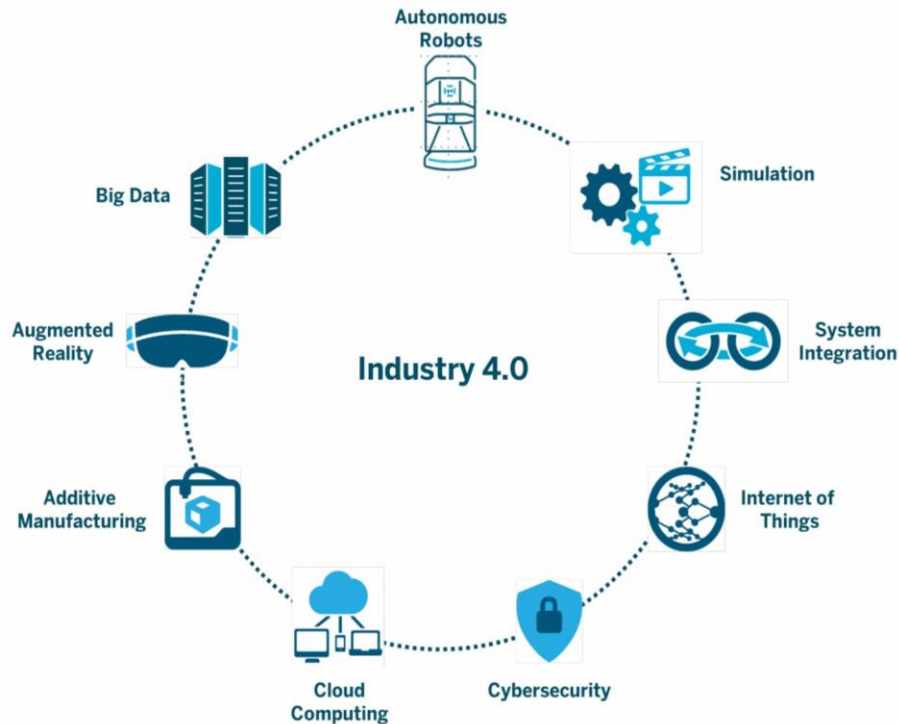 Autonomous
Robots
Simulation
Big Data
System
Integration
Augmented
Reality
Industry 4.0
Internet of
Things
Additive
Manufacturing
Cybersecurity
Cloud
Computing